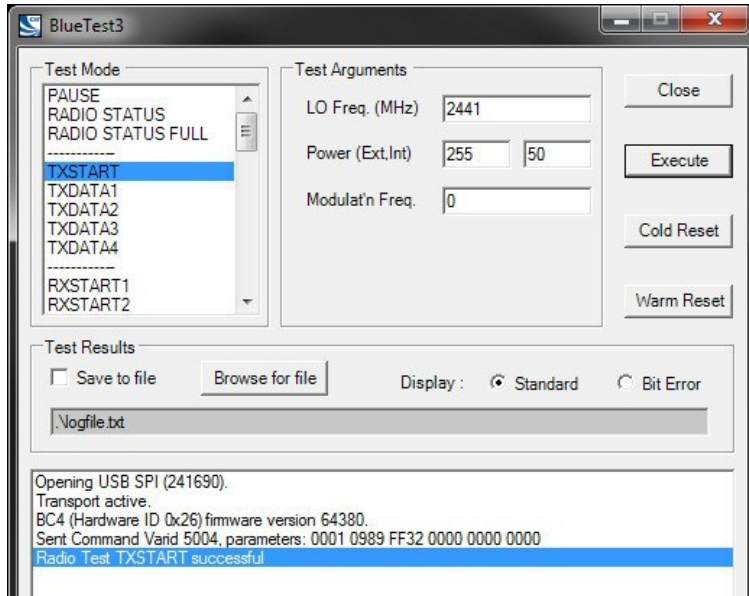 BlueTest3
Test Mode
PAUSE
RADIO STATUS
RADIO STATUS FULL
------------
TXSTART
TXDATA1
TXDATA2
TXDATA3
TXDATA4
------------
RXSTART1
RXSTART2
Test Arguments
LO Freq. (MHz) 2441
Power (Ext,Int) 255 50
Modulat'n Freq. 0
Close
Execute
Cold Reset
Warm Reset
Test Results
Save to file Browse for file Display : Standard Bit Error
.\logfile.txt
Opening USB SPI (241690).
Transport active.
BC4 (Hardware ID 0x26) firmware version 64380.
Sent Command Varid 5004, parameters: 0001 0989 FF32 0000 0000 0000
Radio Test TXSTART successful